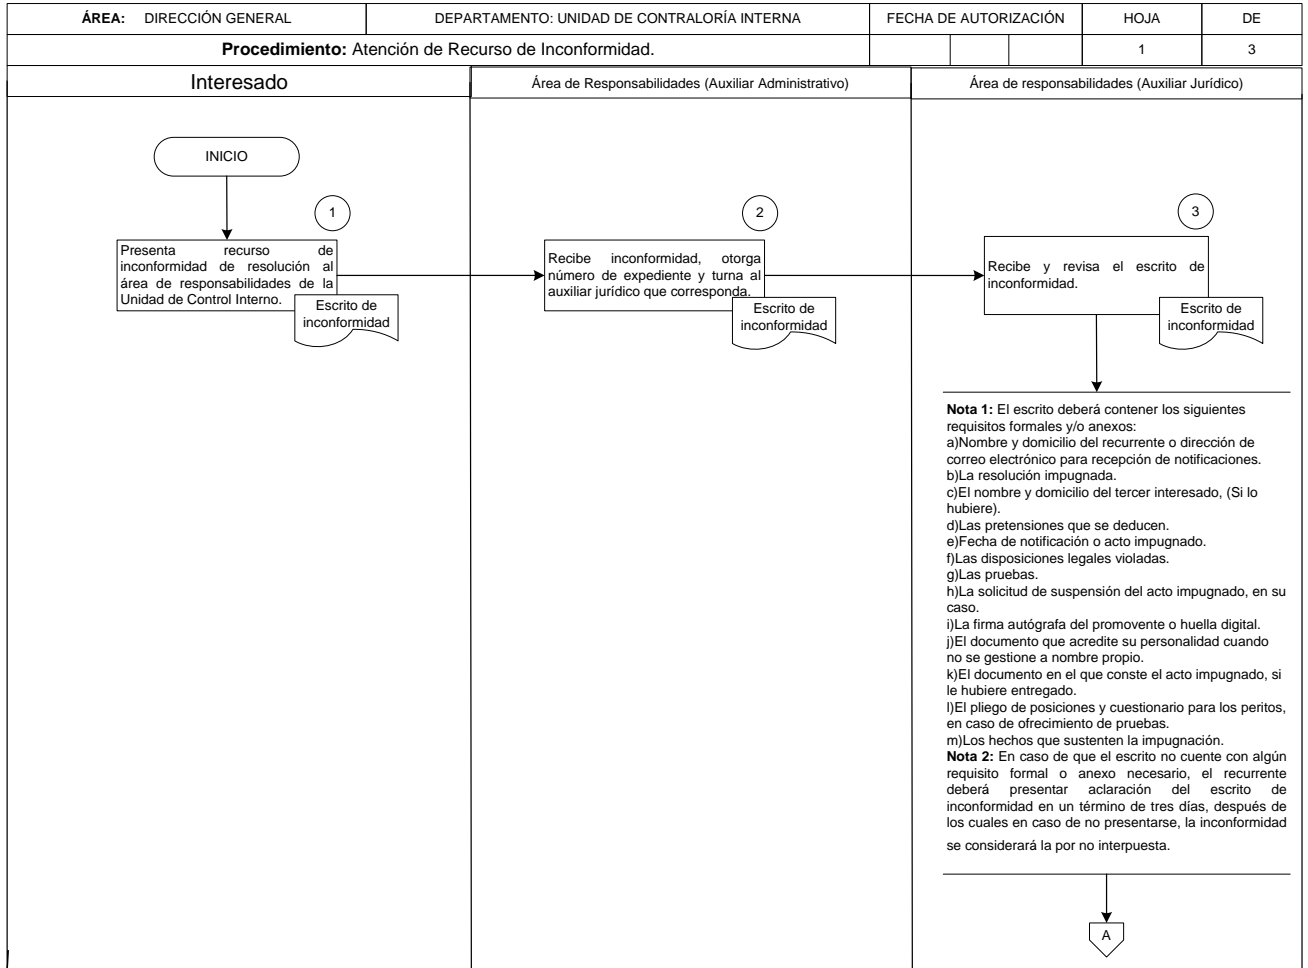 ÁREA: DIRECCIÓN GENERAL
DEPARTAMENTO: UNIDAD DE CONTRALORÍA INTERNA
FECHA DE AUTORIZACIÓN
HOJA
DE
Procedimiento: Atención de Recurso de Inconformidad.
1
3
Interesado
Área de Responsabilidades (Auxiliar Administrativo)
Área de responsabilidades (Auxiliar Jurídico)
INICIO
1
Presenta recurso de
inconformidad de resolución al
área de responsabilidades de la
Unidad de Control Interno.
Escrito de
inconformidad
2
Recibe inconformidad, otorga
número de expediente y turna al
auxiliar jurídico que corresponda.
Escrito de
inconformidad
3
Recibe y revisa el escrito de
inconformidad.
Escrito de
inconformidad
Nota 1: El escrito deberá contener los siguientes
requisitos formales y/o anexos:
a)Nombre y domicilio del recurrente o dirección de
correo electrónico para recepción de notificaciones.
b)La resolución impugnada.
c)El nombre y domicilio del tercer interesado, (Si lo
hubiere).
d)Las pretensiones que se deducen.
e)Fecha de notificación o acto impugnado.
f)Las disposiciones legales violadas.
g)Las pruebas.
h)La solicitud de suspensión del acto impugnado, en su
caso.
i)La firma autógrafa del promovente o huella digital.
j)El documento que acredite su personalidad cuando
no se gestione a nombre propio.
k)El documento en el que conste el acto impugnado, si
le hubiere entregado.
l)El pliego de posiciones y cuestionario para los peritos,
en caso de ofrecimiento de pruebas.
m)Los hechos que sustenten la impugnación.
Nota 2: En caso de que el escrito no cuente con algún
requisito formal o anexo necesario, el recurrente
deberá presentar aclaración del escrito de
inconformidad en un término de tres días, después de
los cuales en caso de no presentarse, la inconformidad
se considerará la por no interpuesta.
A